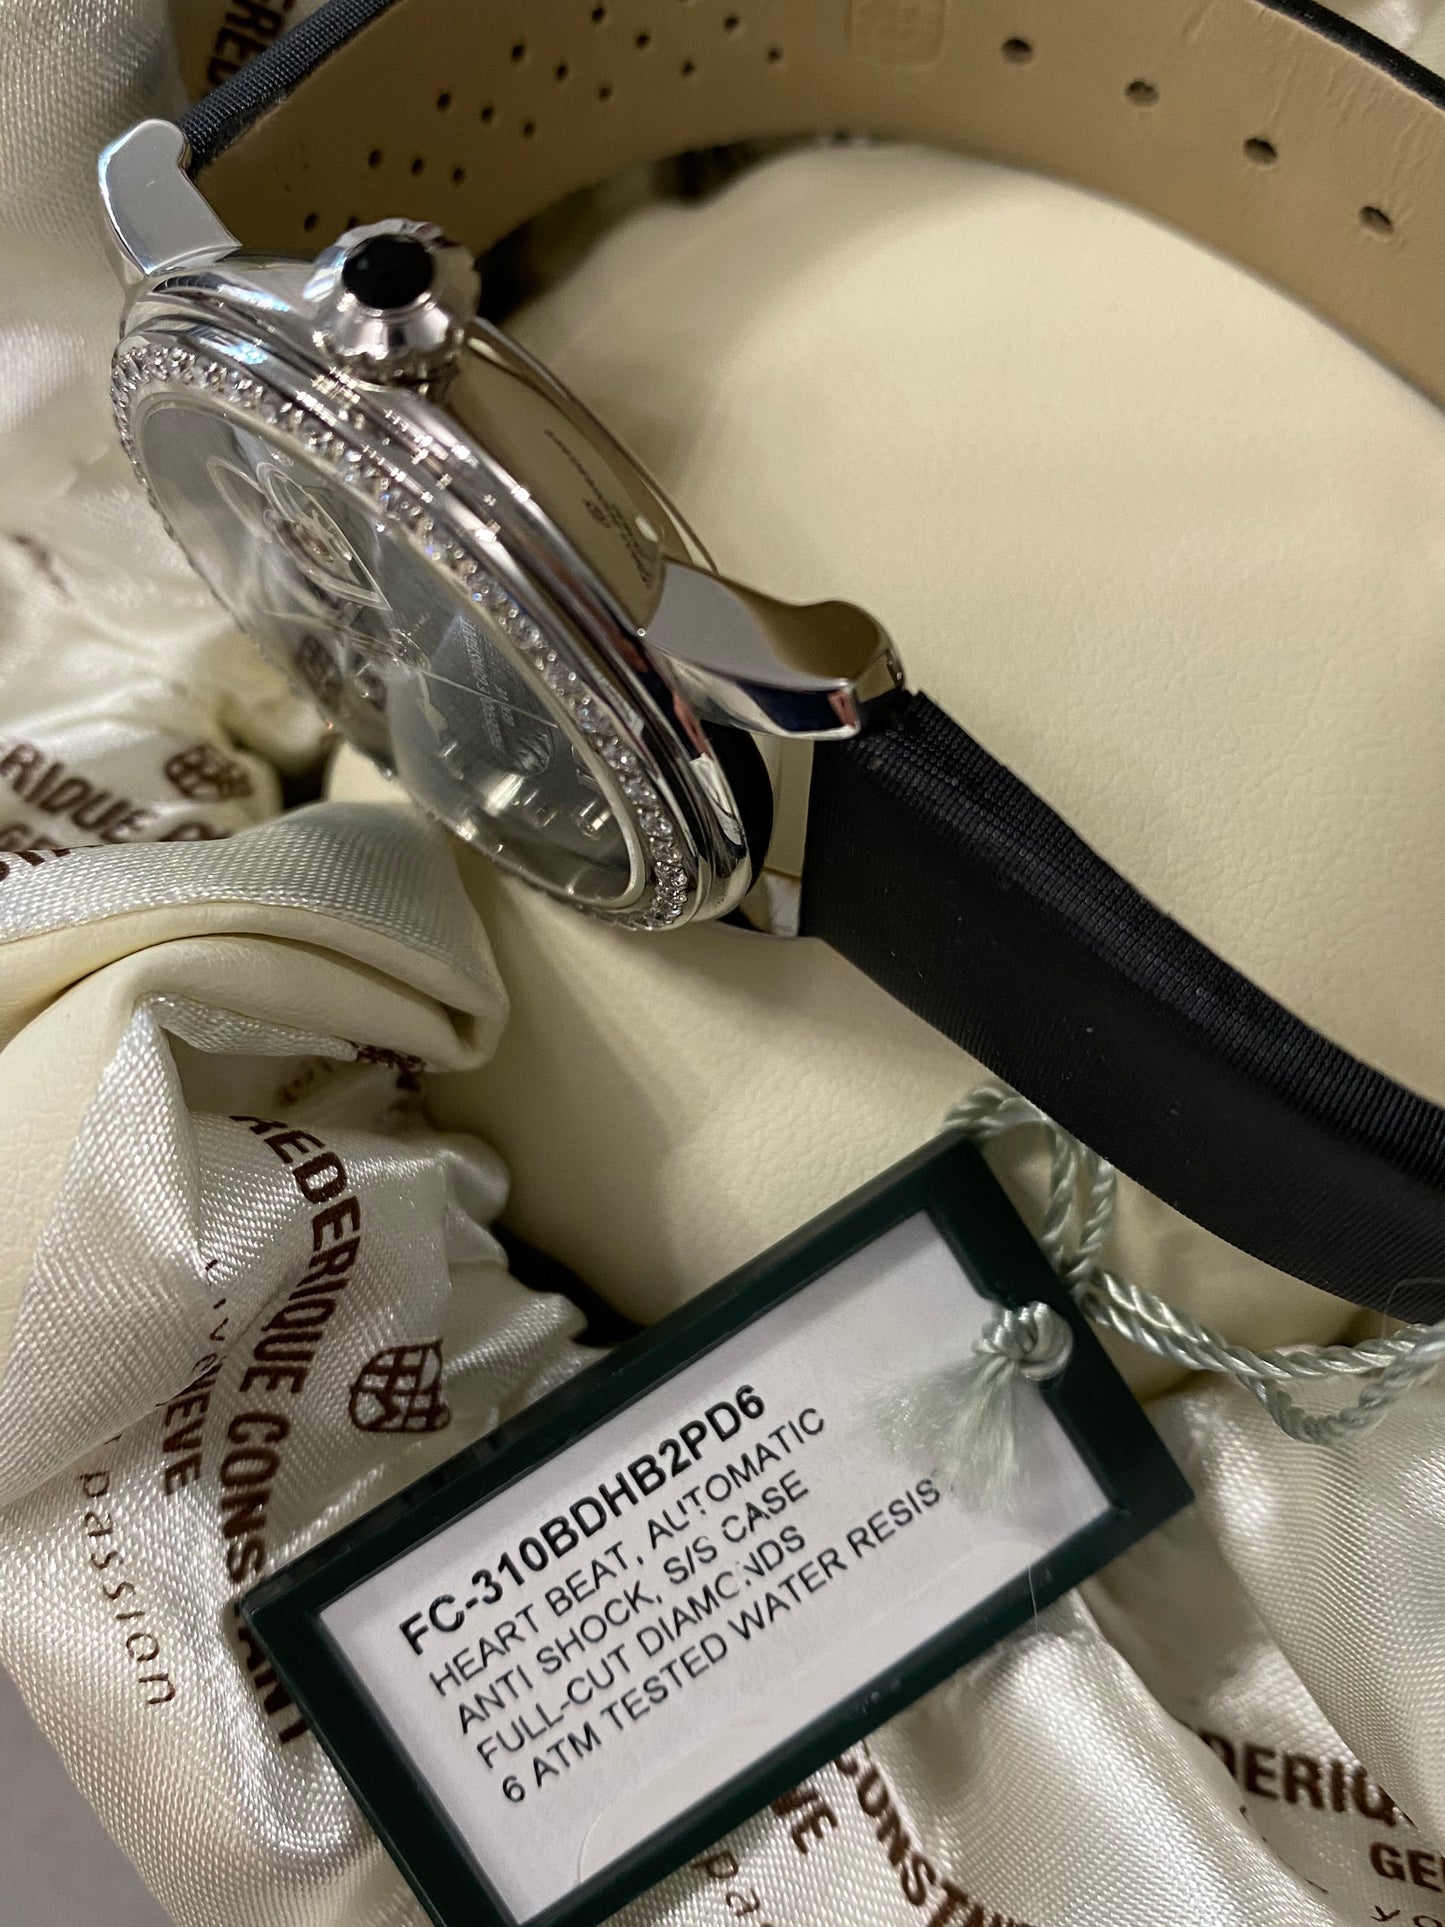 FREDERIQUE CONSTANT
GENEVE
passion
FC-310BDHB2PD6
HEART BEAT, AUTOMATIC
ANTI SHOCK, S/S CASE
FULL-CUT DIAMONDS
6 ATM TESTED WATER RESIST